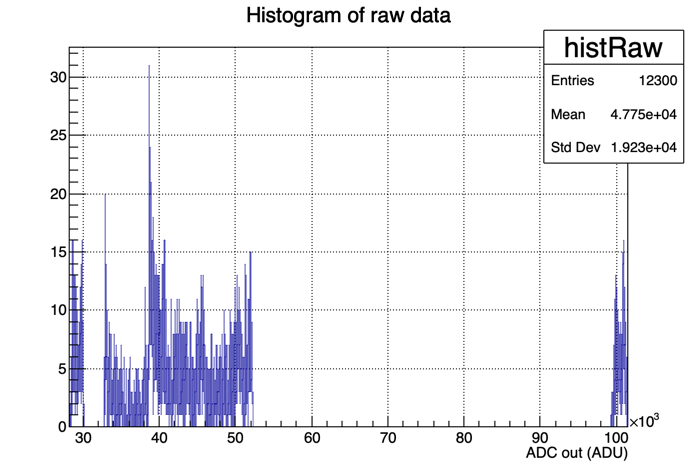 Histogram of raw data
histRaw
Entries 12300
Mean 4.775e+04
Std Dev 1.923e+04
30
25
20
15
10
5
0
30 40 50 60 70 80 90 100 ×10³
ADC out (ADU)